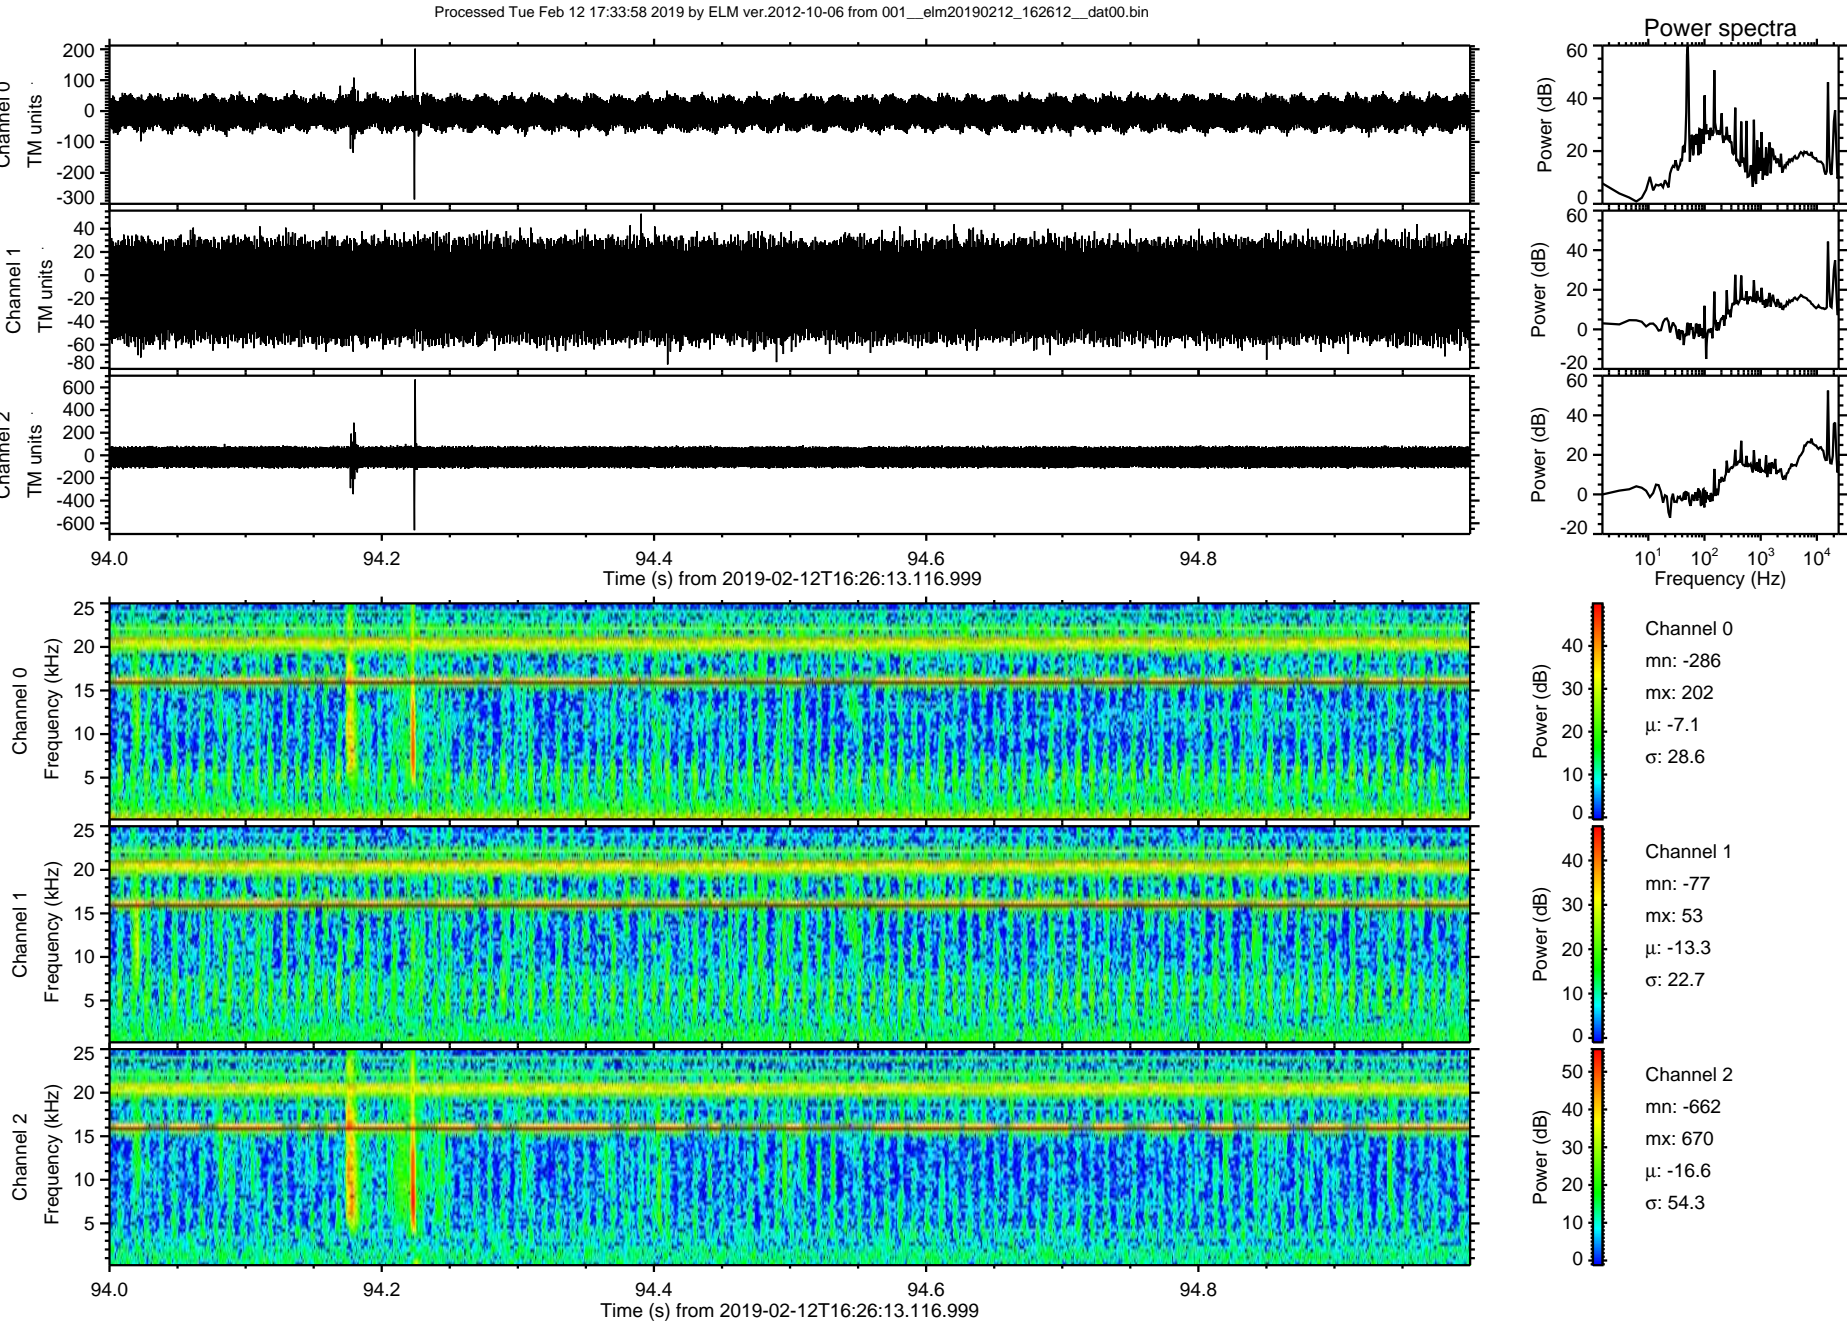 Processed Tue Feb 12 17:33:58 2019 by ELM ver.2012-10-06 from 001__elm20190212_162612__dat00.bin
Power spectra
Channel 0
TM units
200
100
0
-100
-200
-300
Power (dB)
60
40
20
0
Channel 1
TM units
40
20
0
-20
-40
-60
-80
Power (dB)
60
40
20
0
-20
Channel 2
TM units
600
400
200
0
-200
-400
-600
Power (dB)
60
40
20
0
-20
94.0 94.2 94.4 94.6 94.8
Time (s) from 2019-02-12T16:26:13.116.999
10¹ 10² 10³ 10⁴
Frequency (Hz)
Channel 0
Frequency (kHz)
25
20
15
10
5
Power (dB)
40
30
20
10
0
Channel 0
mn: -286
mx: 202
μ: -7.1
σ: 28.6
Channel 1
Frequency (kHz)
25
20
15
10
5
Power (dB)
40
30
20
10
0
Channel 1
mn: -77
mx: 53
μ: -13.3
σ: 22.7
Channel 2
Frequency (kHz)
25
20
15
10
5
Power (dB)
50
40
30
20
10
0
Channel 2
mn: -662
mx: 670
μ: -16.6
σ: 54.3
94.0 94.2 94.4 94.6 94.8
Time (s) from 2019-02-12T16:26:13.116.999